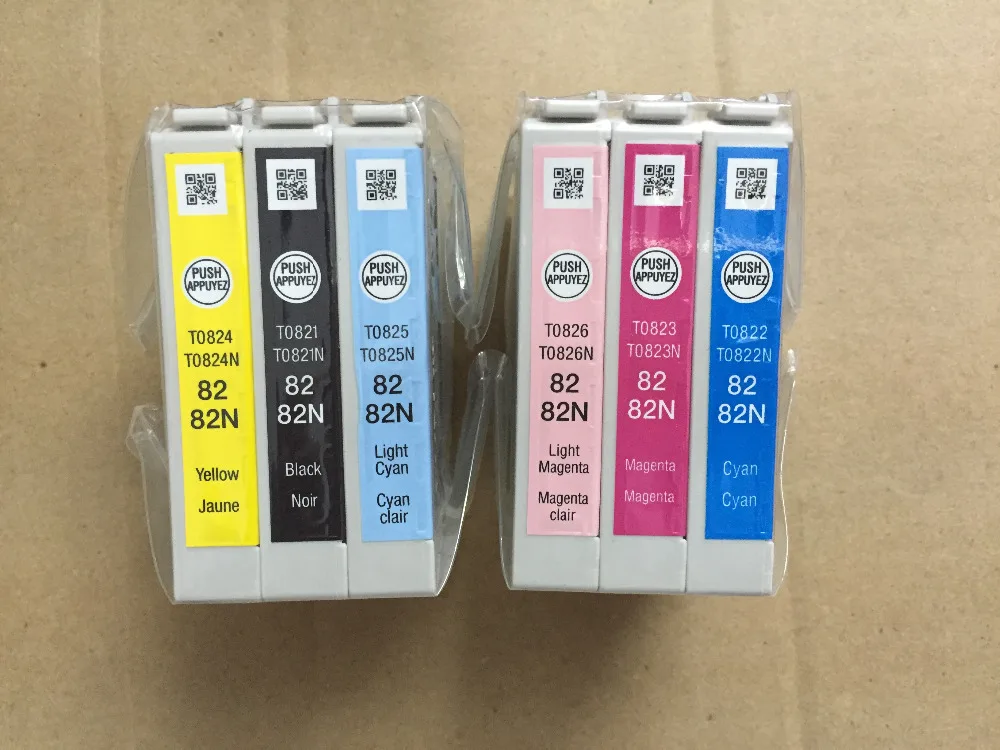 PUSH
APPUYEZ
T0824
T0824N
82
82N
Yellow
Jaune
PUSH
APPUYEZ
T0821
T0821N
82
82N
Black
Noir
PUSH
APPUYEZ
T0825
T0825N
82
82N
Light
Cyan
Cyan
clair
PUSH
APPUYEZ
T0826
T0826N
82
82N
Light
Magenta
Magenta
clair
PUSH
APPUYEZ
T0823
T0823N
82
82N
Magenta
Magenta
PUSH
APPUYEZ
T0822
T0822N
82
82N
Cyan
Cyan